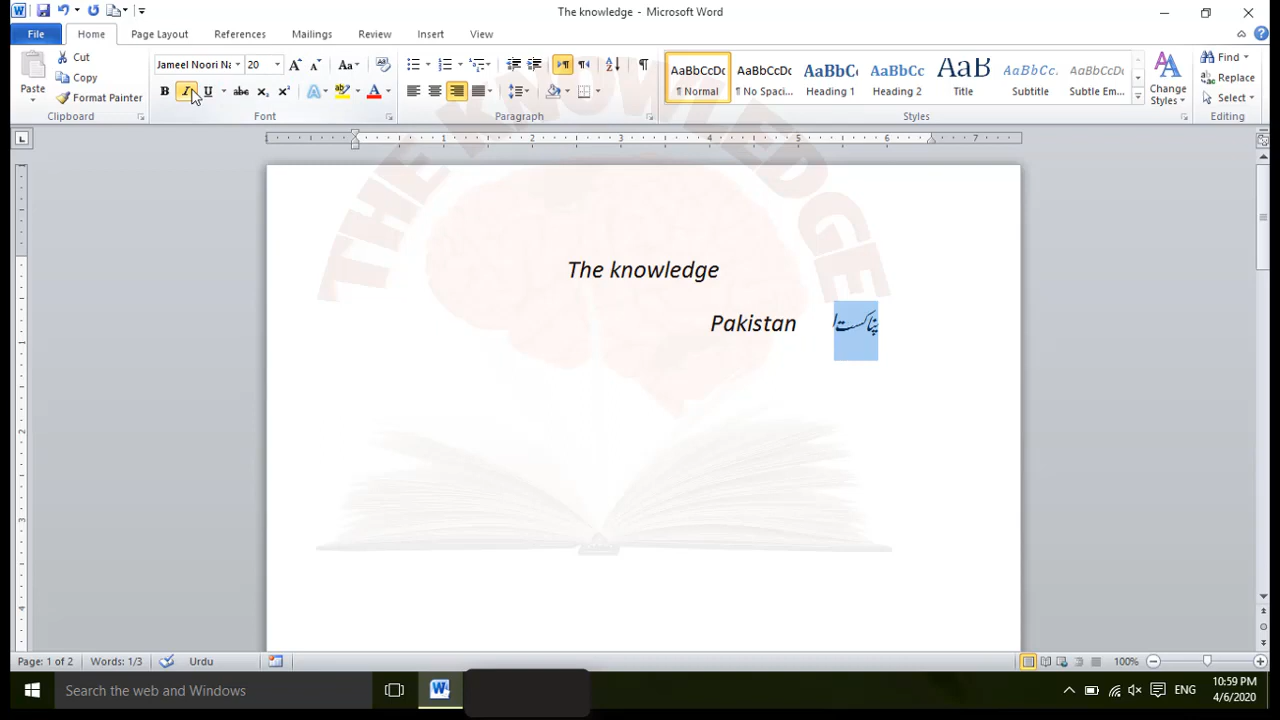 The knowledge - Microsoft Word
File Home Page Layout References Mailings Review Insert View
Paste
Cut
Copy
Format Painter
Clipboard
Jameel Noori Na 20
Font
Paragraph
AaBbCcDc AaBbCcDc AaBbCc AaBbCc AaB AaBbCc. AaBbCcDc
¶ Normal ¶ No Spaci... Heading 1 Heading 2 Title Subtitle Subtle Em...
Change Styles
Styles
Find
Replace
Select
Editing
THE KNOWLEDGE
The knowledge
Pakistan
Page: 1 of 2 Words: 1/3 Urdu 100%
Search the web and Windows
ENG
10:59 PM
4/6/2020